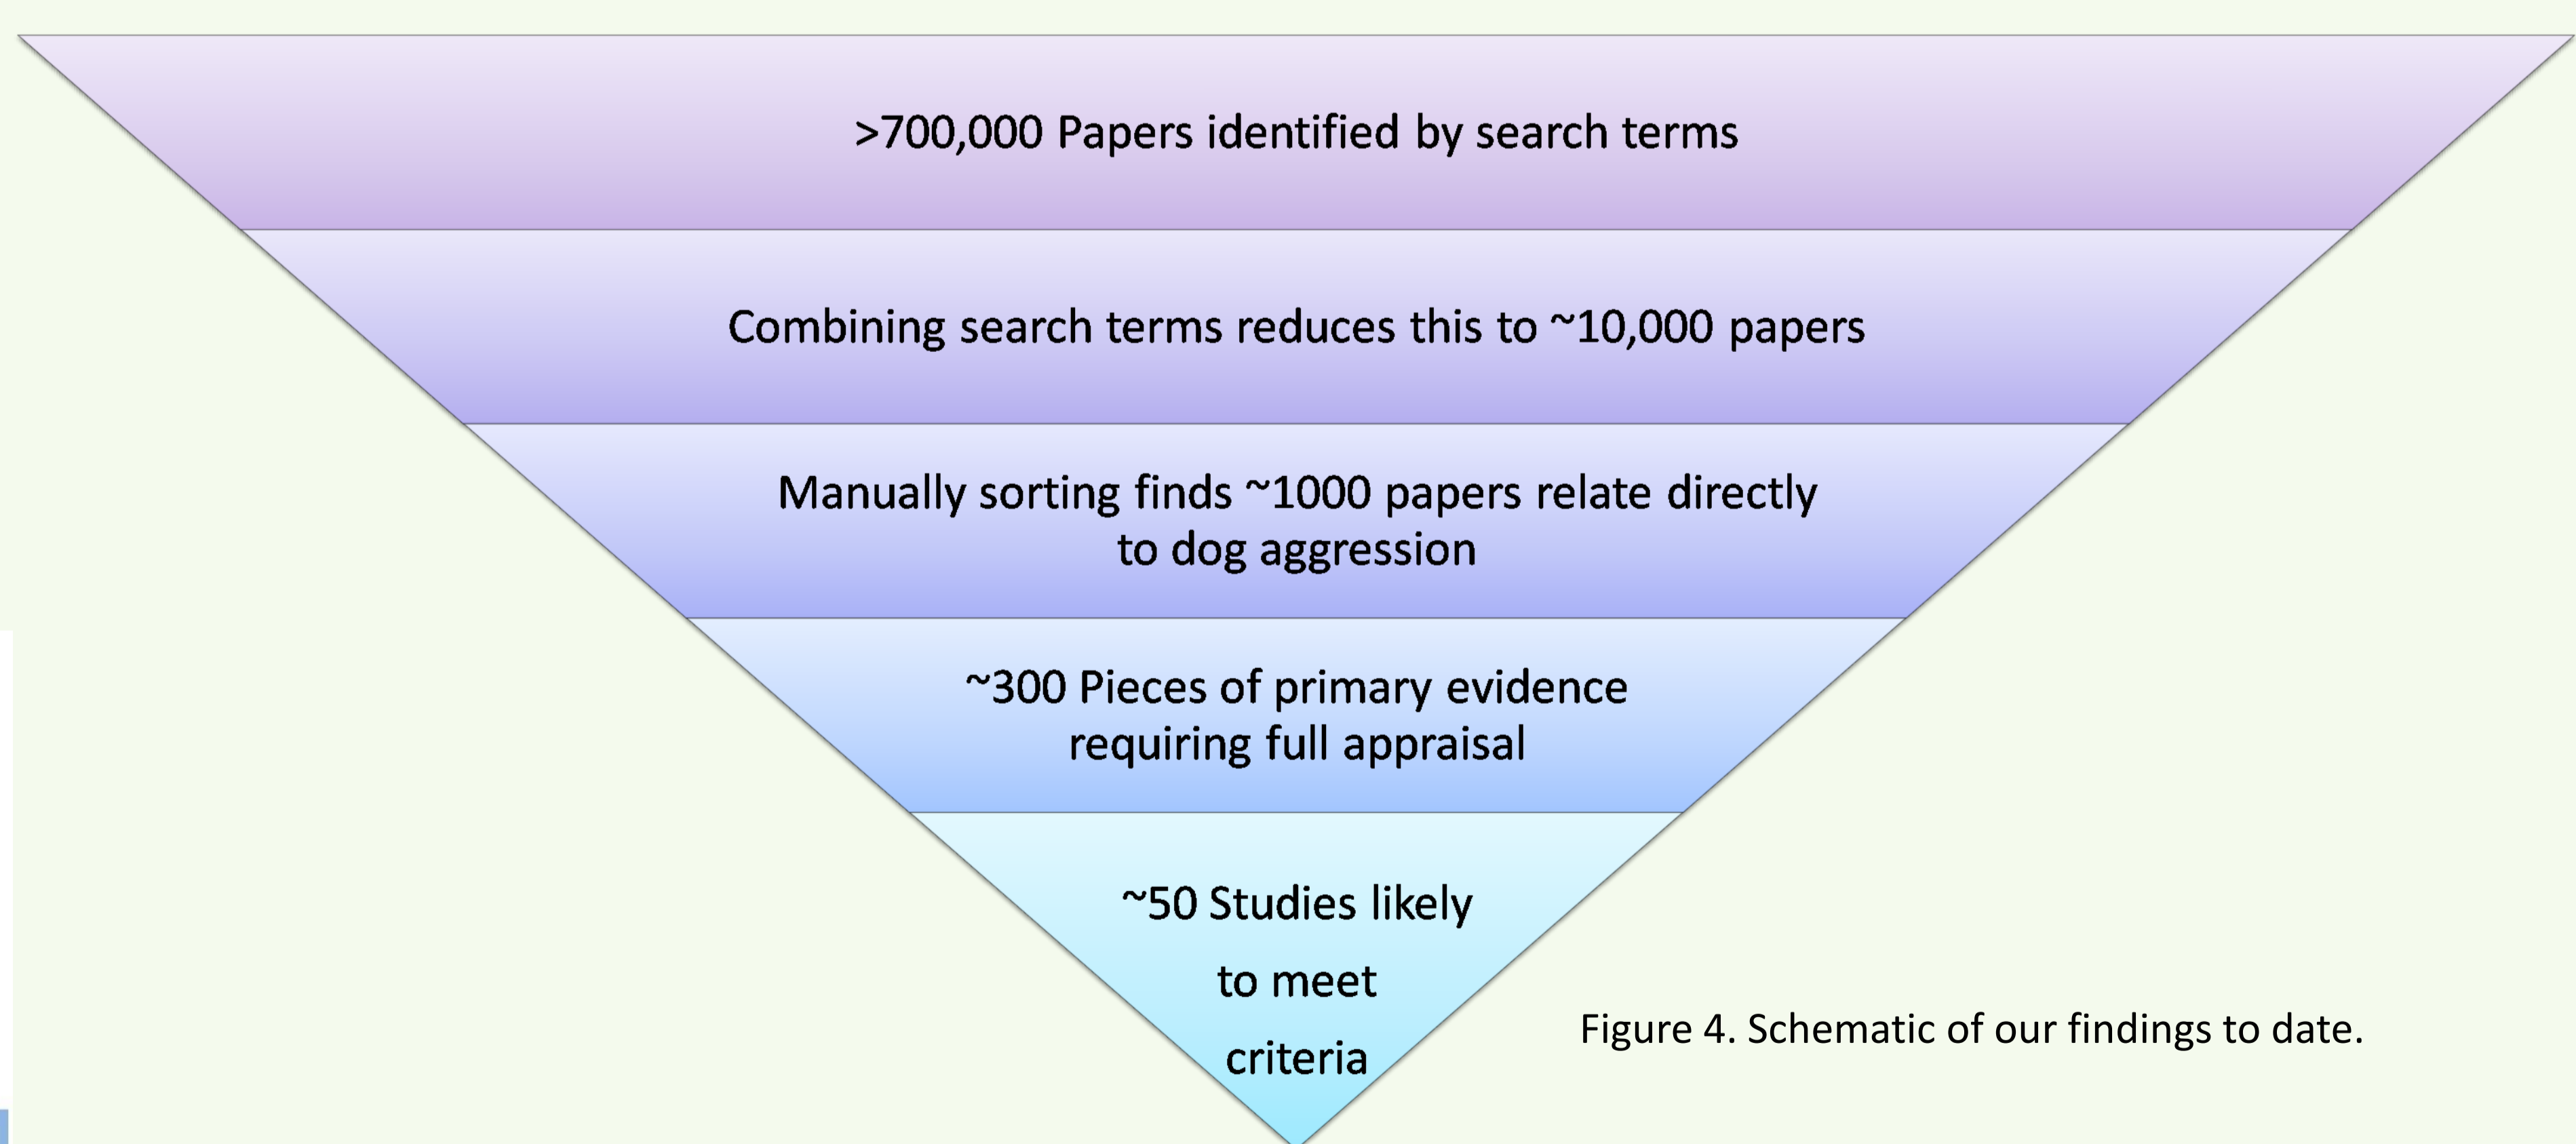 >700,000 Papers identified by search terms
Combining search terms reduces this to ~10,000 papers
Manually sorting finds ~1000 papers relate directly
to dog aggression
~300 Pieces of primary evidence
requiring full appraisal
~50 Studies likely
to meet
criteria
Figure 4. Schematic of our findings to date.